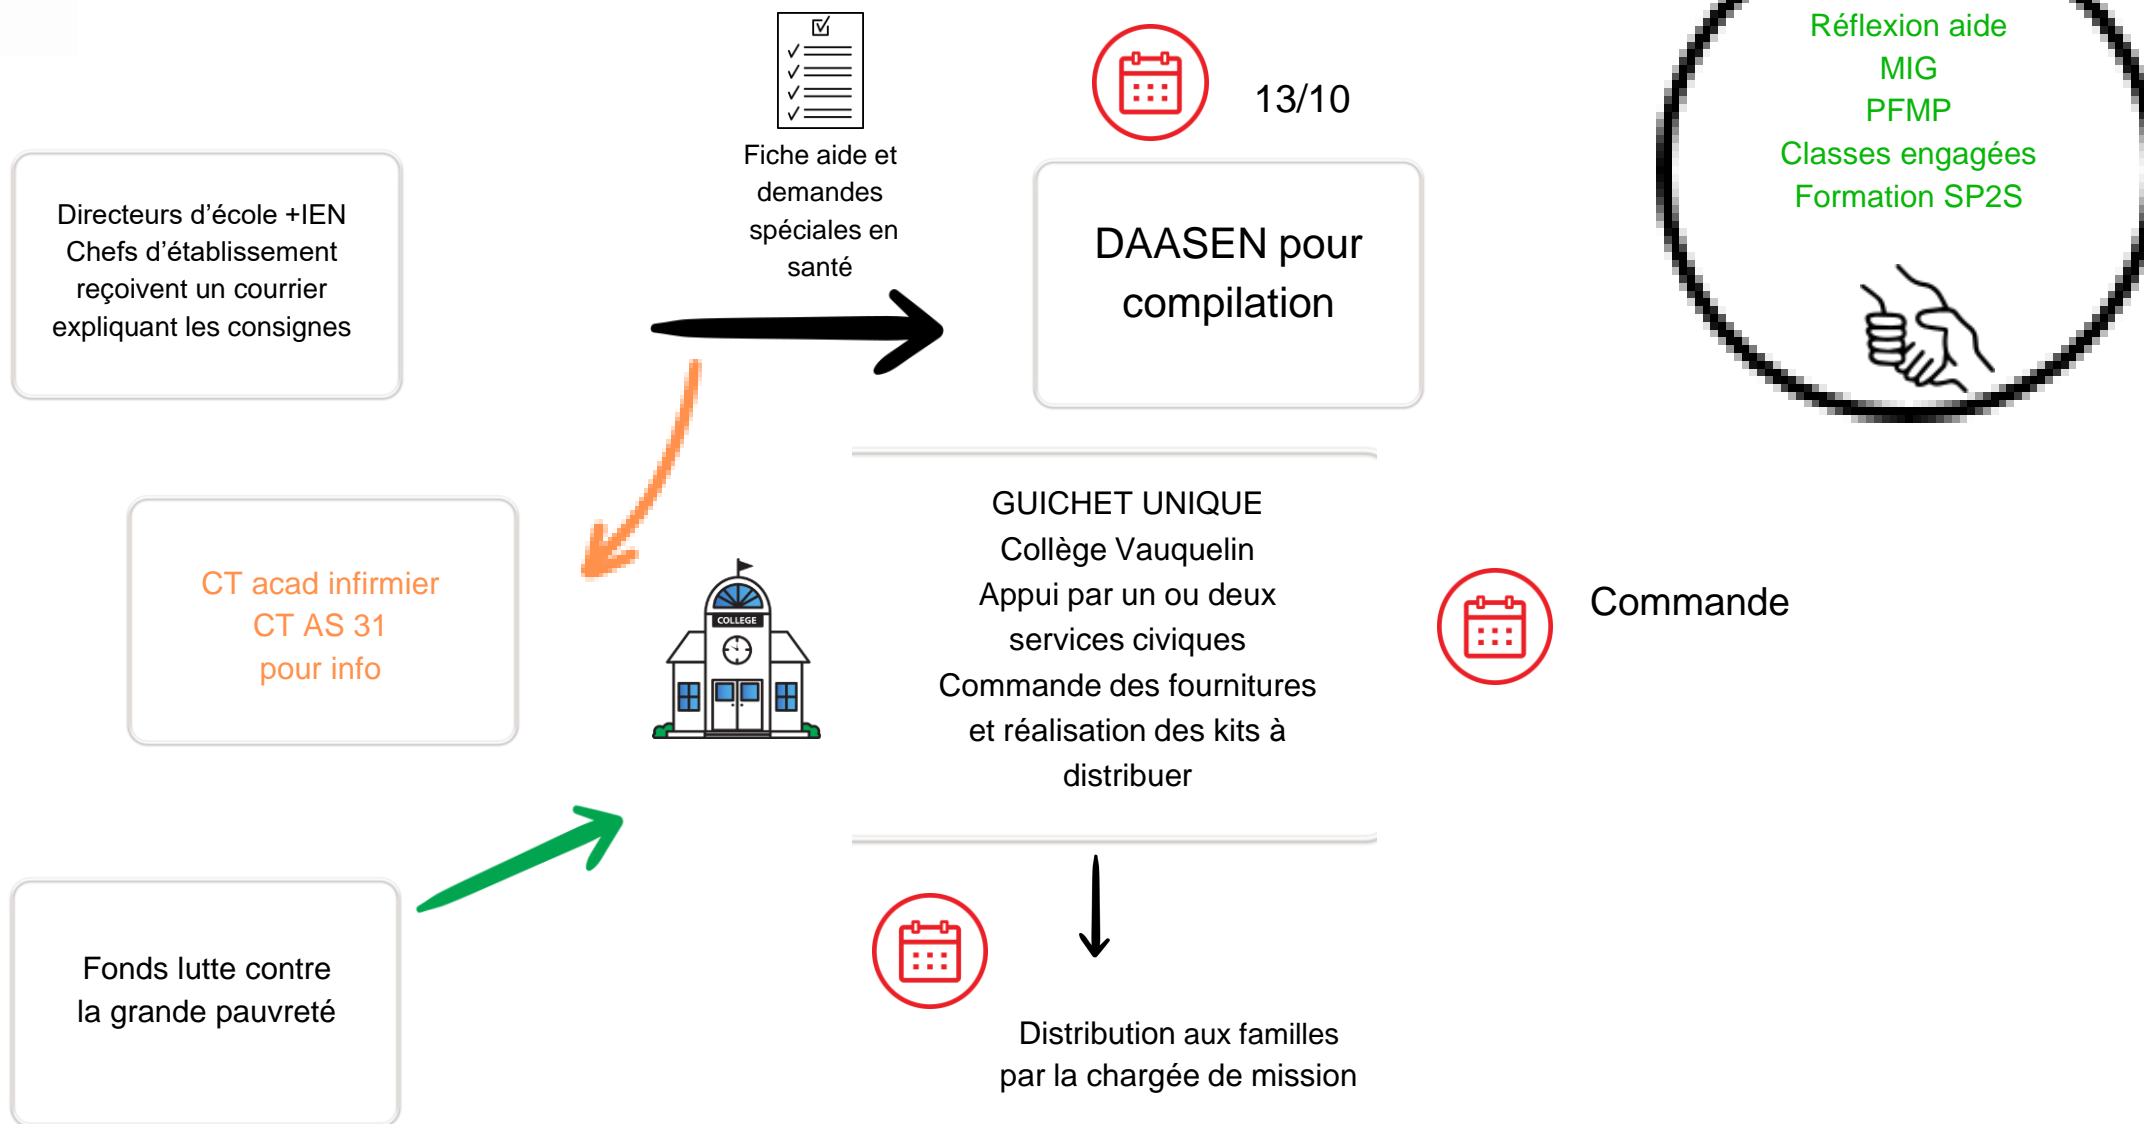 Directeurs d'école +IEN
Chefs d'établissement
reçoivent un courrier
expliquant les consignes
Fiche aide et
demandes
spéciales en
santé
13/10
DAASEN pour
compilation
Réflexion aide
MIG
PFMP
Classes engagées
Formation SP2S
CT acad infirmier
CT AS 31
pour info
COLLEGE
GUICHET UNIQUE
Collège Vauquelin
Appui par un ou deux
services civiques
Commande des fournitures
et réalisation des kits à
distribuer
Commande
Fonds lutte contre
la grande pauvreté
Distribution aux familles
par la chargée de mission